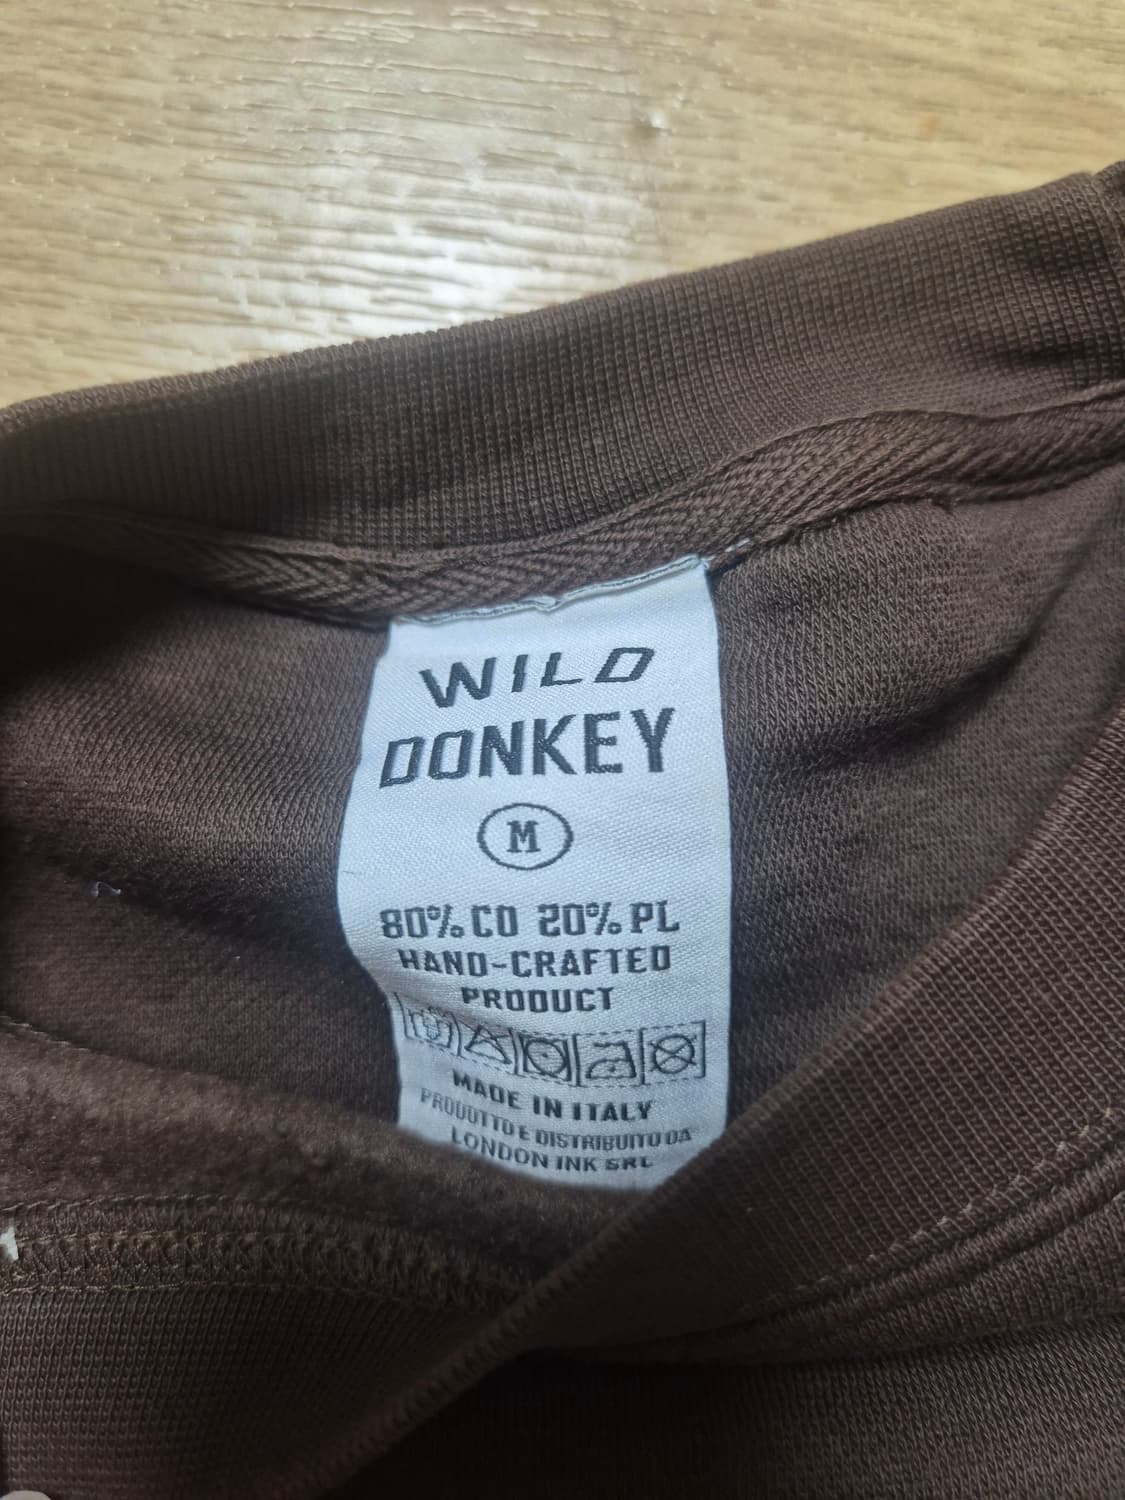 WILD
DONKEY
M
80% CO 20% PL
HAND-CRAFTED
PRODUCT
MADE IN ITALY
PRODOTTO E DISTRIBUITO DA
LONDON INK SRL